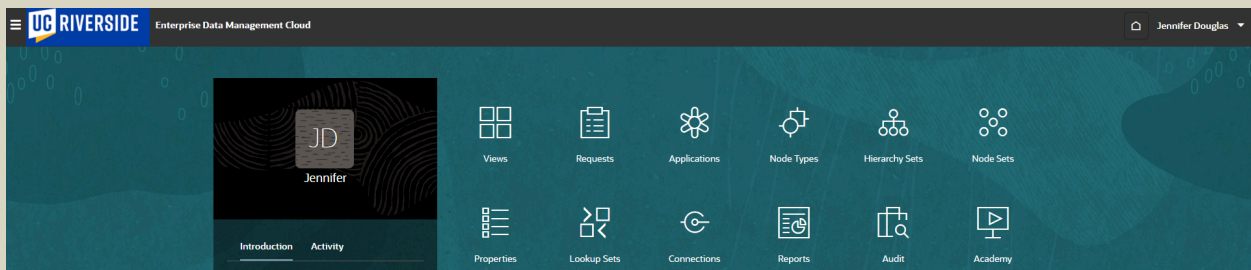 UC RIVERSIDE Enterprise Data Management Cloud Jennifer Douglas
JD
Jennifer
Views Requests Applications Node Types Hierarchy Sets Node Sets
Introduction Activity
Properties Lookup Sets Connections Reports Audit Academy